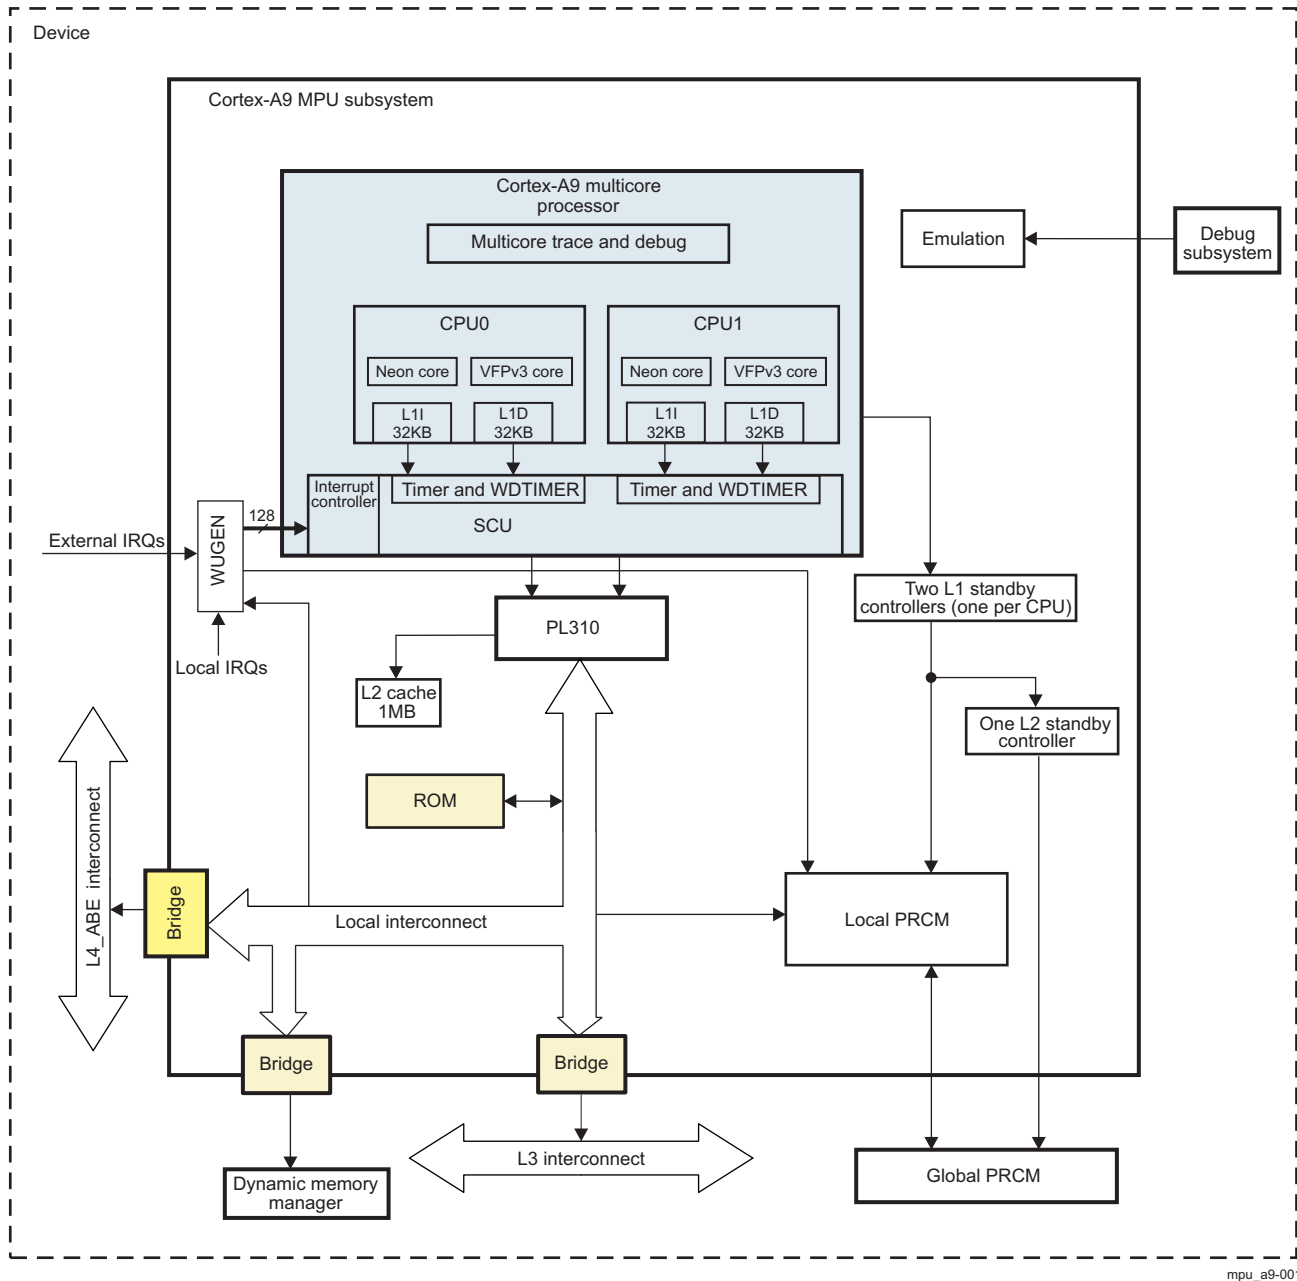 Device
Cortex-A9 MPU subsystem
Cortex-A9 multicore
processor
Multicore trace and debug
Emulation
Debug
subsystem
CPU0
CPU1
Neon core
VFPv3 core
Neon core
VFPv3 core
L1I
32KB
L1D
32KB
L1I
32KB
L1D
32KB
Interrupt
controller
Timer and WDTIMER
Timer and WDTIMER
SCU
128
External IRQs
WUGEN
Local IRQs
Two L1 standby
controllers (one per CPU)
PL310
L2 cache
1MB
One L2 standby
controller
ROM
L4_ABE interconnect
Bridge
Local interconnect
Local PRCM
Bridge
Bridge
L3 interconnect
Dynamic memory
manager
Global PRCM
mpu_a9-001